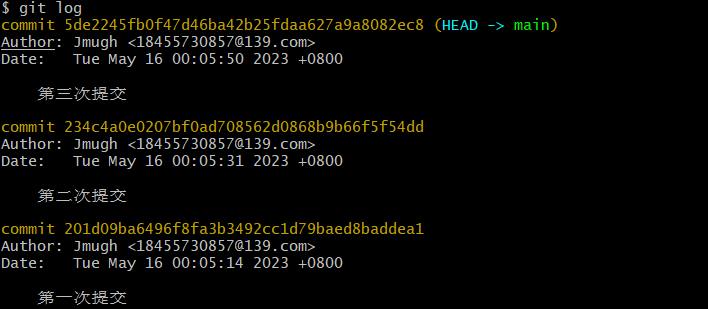 $ git log
commit 5de2245fb0f47d46ba42b25fdaa627a9a8082ec8 (HEAD -> main)
Author: Jmugh <18455730857@139.com>
Date:   Tue May 16 00:05:50 2023 +0800
第三次提交
commit 234c4a0e0207bf0ad708562d0868b9b66f5f54dd
Author: Jmugh <18455730857@139.com>
Date:   Tue May 16 00:05:31 2023 +0800
第二次提交
commit 201d09ba6496f8fa3b3492cc1d79baed8baddea1
Author: Jmugh <18455730857@139.com>
Date:   Tue May 16 00:05:14 2023 +0800
第一次提交